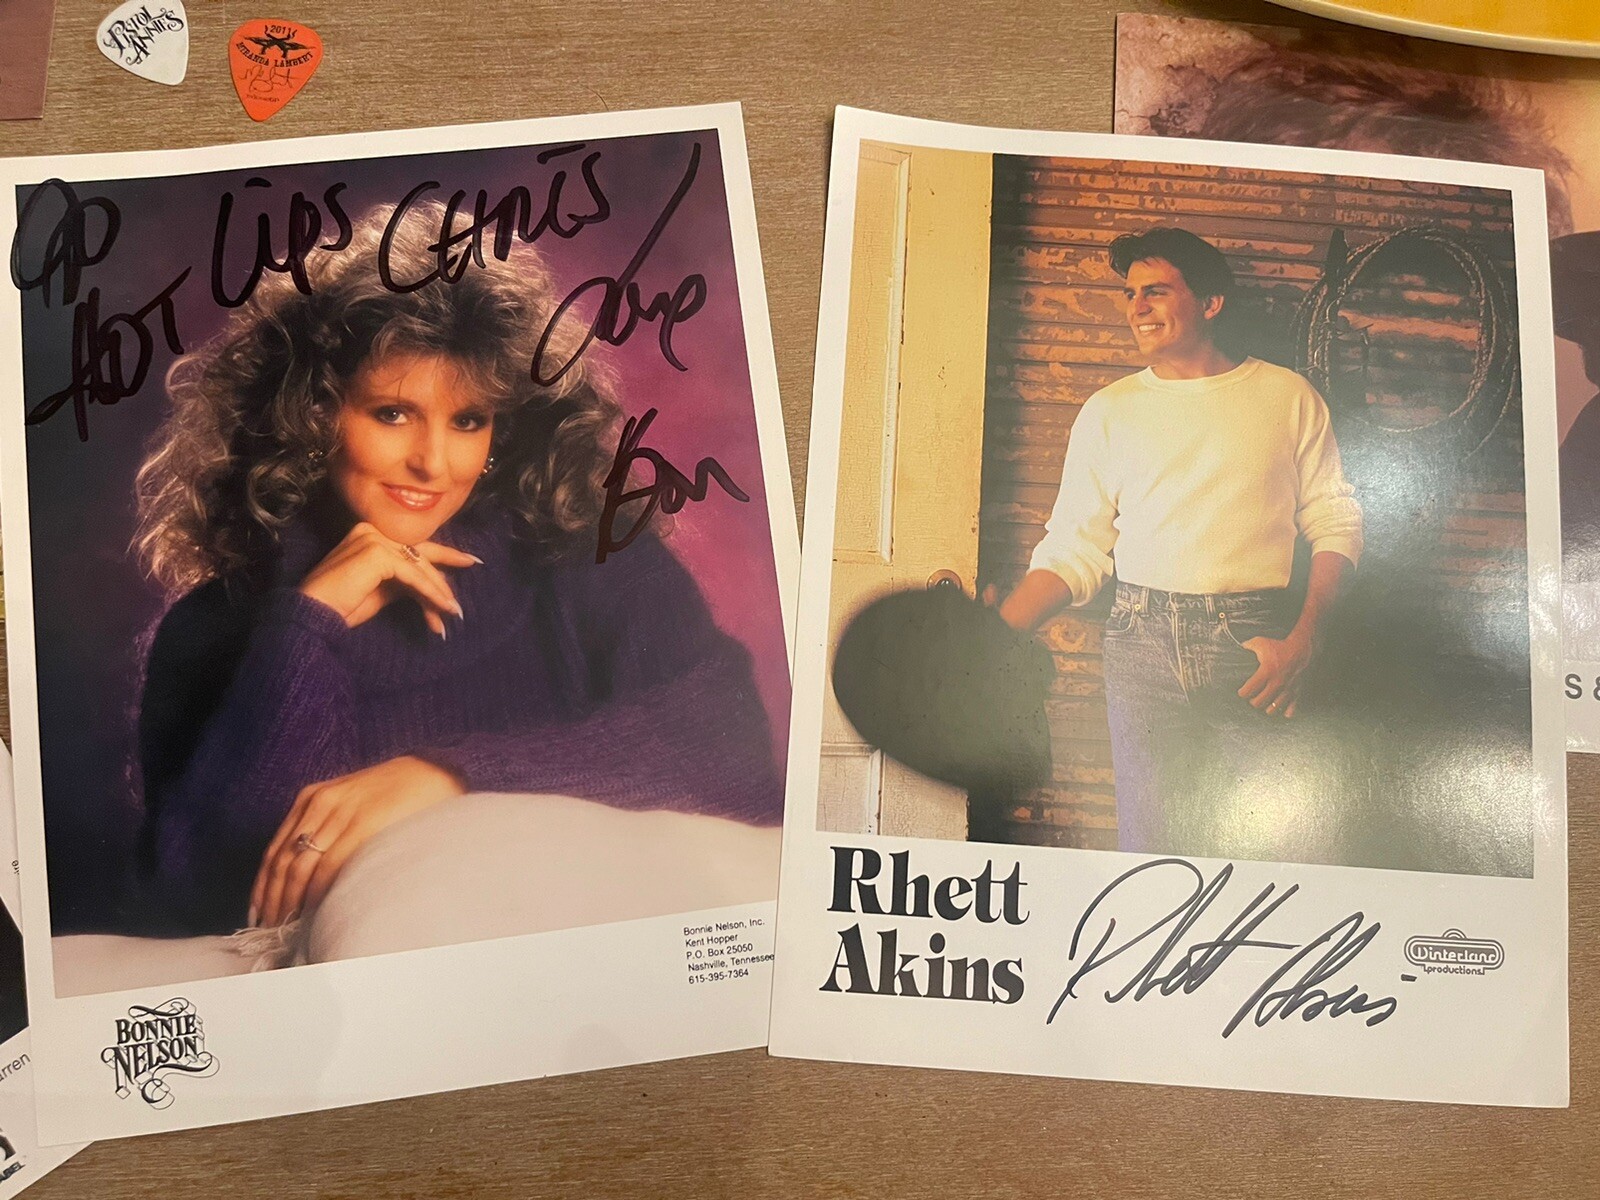 PISTOL
ANNIES
2011
MIRANDA LAMBERT
TO
HOT LIPS CHRIS
Love
Bon
Bonnie Nelson, Inc.
Kent Hopper
P.O. Box 25050
Nashville, Tennessee
615-395-7364
BONNIE
NELSON
Rhett
Akins
Rhett Akins
Winterland
productions
S &